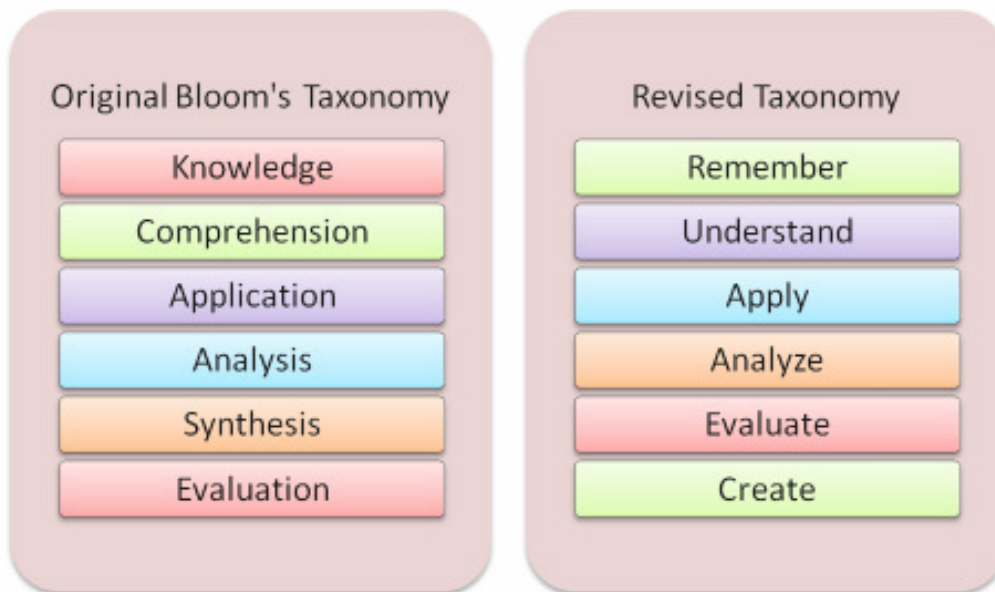 Original Bloom's Taxonomy
Knowledge
Comprehension
Application
Analysis
Synthesis
Evaluation
Revised Taxonomy
Remember
Understand
Apply
Analyze
Evaluate
Create